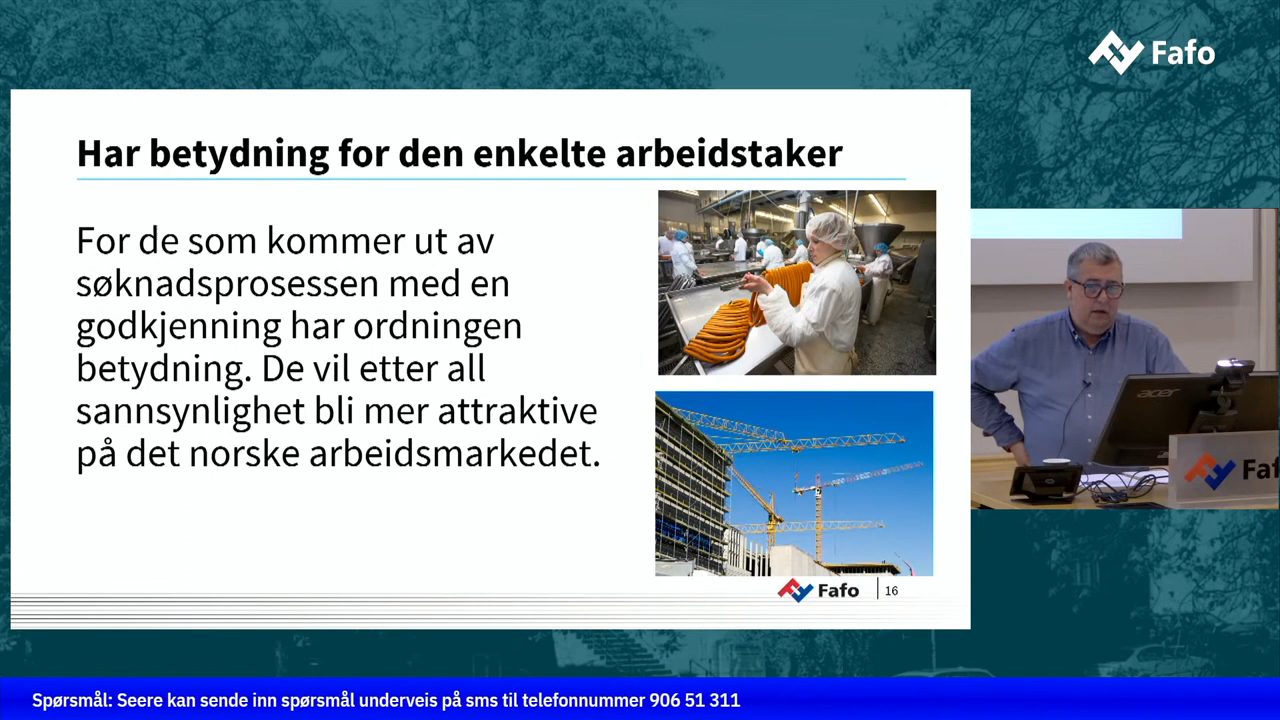 Fafo
Har betydning for den enkelte arbeidstaker
For de som kommer ut av
søknadsprosessen med en
godkjenning har ordningen
betydning. De vil etter all
sannsynlighet bli mer attraktive
på det norske arbeidsmarkedet.
Fafo
16
acer
Faf
Spørsmål: Seere kan sende inn spørsmål underveis på sms til telefonnummer 906 51 311